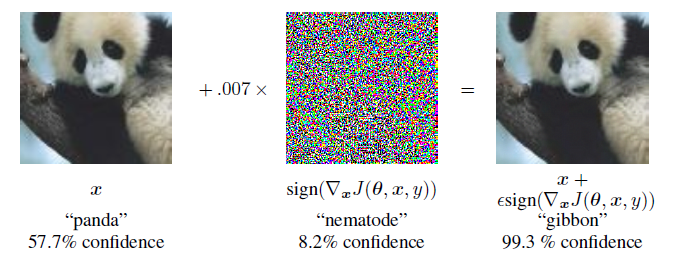 + .007 ×
=
x
“panda”
57.7% confidence
sign(∇ₓJ(θ, x, y))
“nematode”
8.2% confidence
x +
ϵsign(∇ₓJ(θ, x, y))
“gibbon”
99.3 % confidence